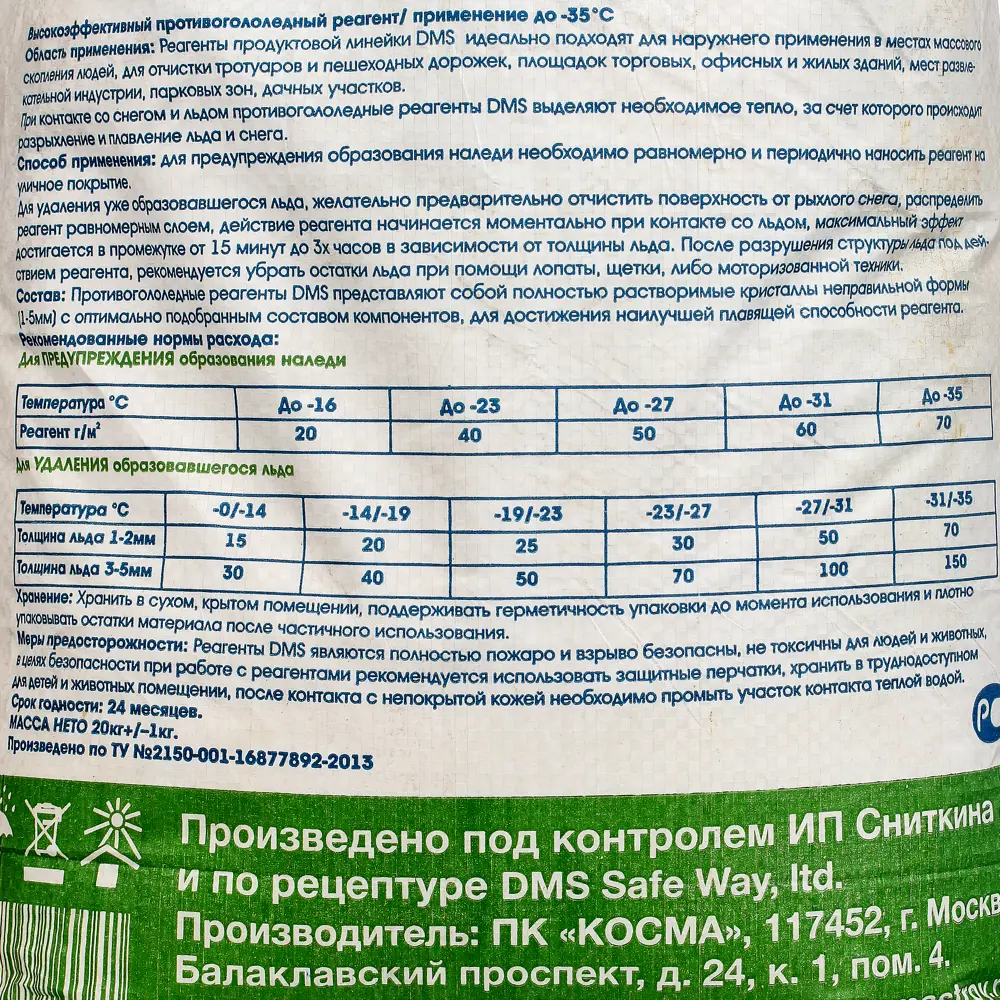 Высокоэффективный противогололедный реагент/ применение до -35°С
Область применения: Реагенты продуктовой линейки DMS идеально подходят для наружнего применения в местах массового
скопления людей, для отчистки тротуаров и пешеходных дорожек, площадок торговых, офисных и жилых зданий, мест развле-
кательной индустрии, парковых зон, дачных участков.
При контакте со снегом и льдом противогололедные реагенты DMS выделяют необходимое тепло, за счет которого происходит
разрыхление и плавление льда и снега.
Способ применения: для предупреждения образования наледи необходимо равномерно и периодично наносить реагент на
уличное покрытие.
Для удаления уже образовавшегося льда, желательно предварительно отчистить поверхность от рыхлого снега, распределить
реагент равномерным слоем, действие реагента начинается моментально при контакте со льдом, максимальный эффект
достигается в промежутке от 15 минут до 3х часов в зависимости от толщины льда. После разрушения структуры льда под дей-
ствием реагента, рекомендуется убрать остатки льда при помощи лопаты, щетки, либо моторизованной техники.
Состав: Противогололедные реагенты DMS представляют собой полностью растворимые кристаллы неправильной формы
(1-5мм) с оптимально подобранным составом компонентов, для достижения наилучшей плавящей способности реагента.
Рекомендованные нормы расхода:
Для ПРЕДУПРЕЖДЕНИЯ образования наледи
Температура °С До -16 До -23 До -27 До -31 До -35
Реагент г/м² 20 40 50 60 70
Для УДАЛЕНИЯ образовавшегося льда
Температура °С -0/-14 -14/-19 -19/-23 -23/-27 -27/-31 -31/-35
Толщина льда 1-2мм 15 20 25 30 50 70
Толщина льда 3-5мм 30 40 50 70 100 150
Хранение: Хранить в сухом, крытом помещении, поддерживать герметичность упаковки до момента использования и плотно
упаковывать остатки материала после частичного использования.
Меры предосторожности: Реагенты DMS являются полностью пожаро и взрыво безопасны, не токсичны для людей и животных,
в целях безопасности при работе с реагентами рекомендуется использовать защитные перчатки, хранить в труднодоступном
для детей и животных помещении, после контакта с непокрытой кожей необходимо промыть участок контакта теплой водой.
Срок годности: 24 месяцев.
МАССА НЕТО 20кг+/-1кг.
Произведено по ТУ №2150-001-16877892-2013
Произведено под контролем ИП Сниткина
и по рецептуре DMS Safe Way, ltd.
Производитель: ПК «КОСМА», 117452, г. Москв
Балаклавский проспект, д. 24, к. 1, пом. 4.